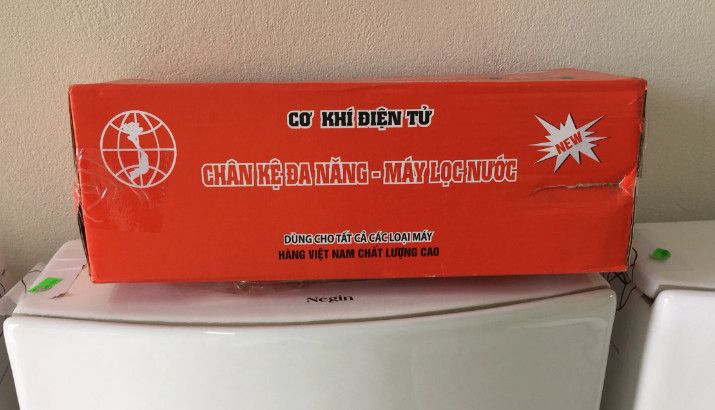 CƠ KHÍ ĐIỆN TỬ
NEW
CHÂN KỆ ĐA NĂNG - MÁY LỌC NƯỚC
DÙNG CHO TẤT CẢ CÁC LOẠI MÁY
HÀNG VIỆT NAM CHẤT LƯỢNG CAO
Negin